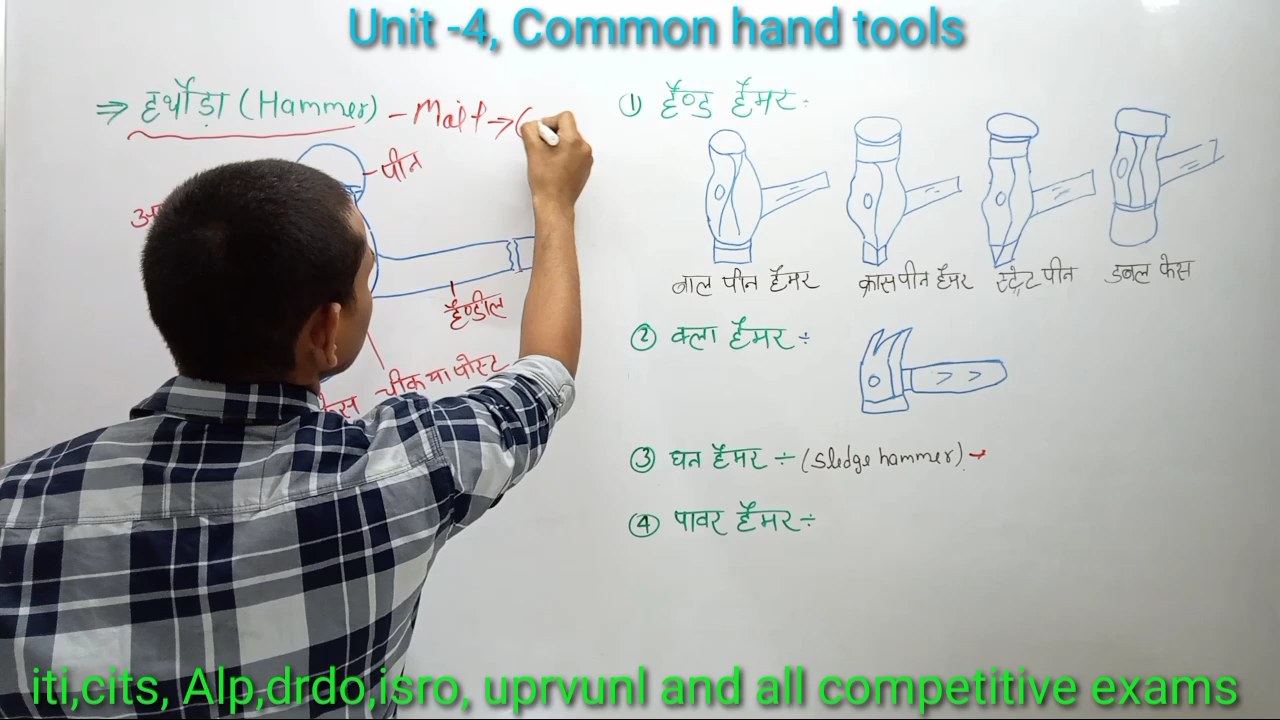 Unit -4, Common hand tools
⇒ हथौड़ा (Hammer) - Mat'l → (
पीन
हैण्डील
चीक या पोस्ट
① हैण्ड हैमर :
बाल पीन हैमर
क्रासपीन हैमर
स्ट्रेट पीन
डबल फेस
② क्ला हैमर ÷
③ घन हैमर ÷ (Sledge hammer) →
④ पावर हैमर ÷
iti,cits, Alp,drdo,isro, uprvunl and all competitive exams